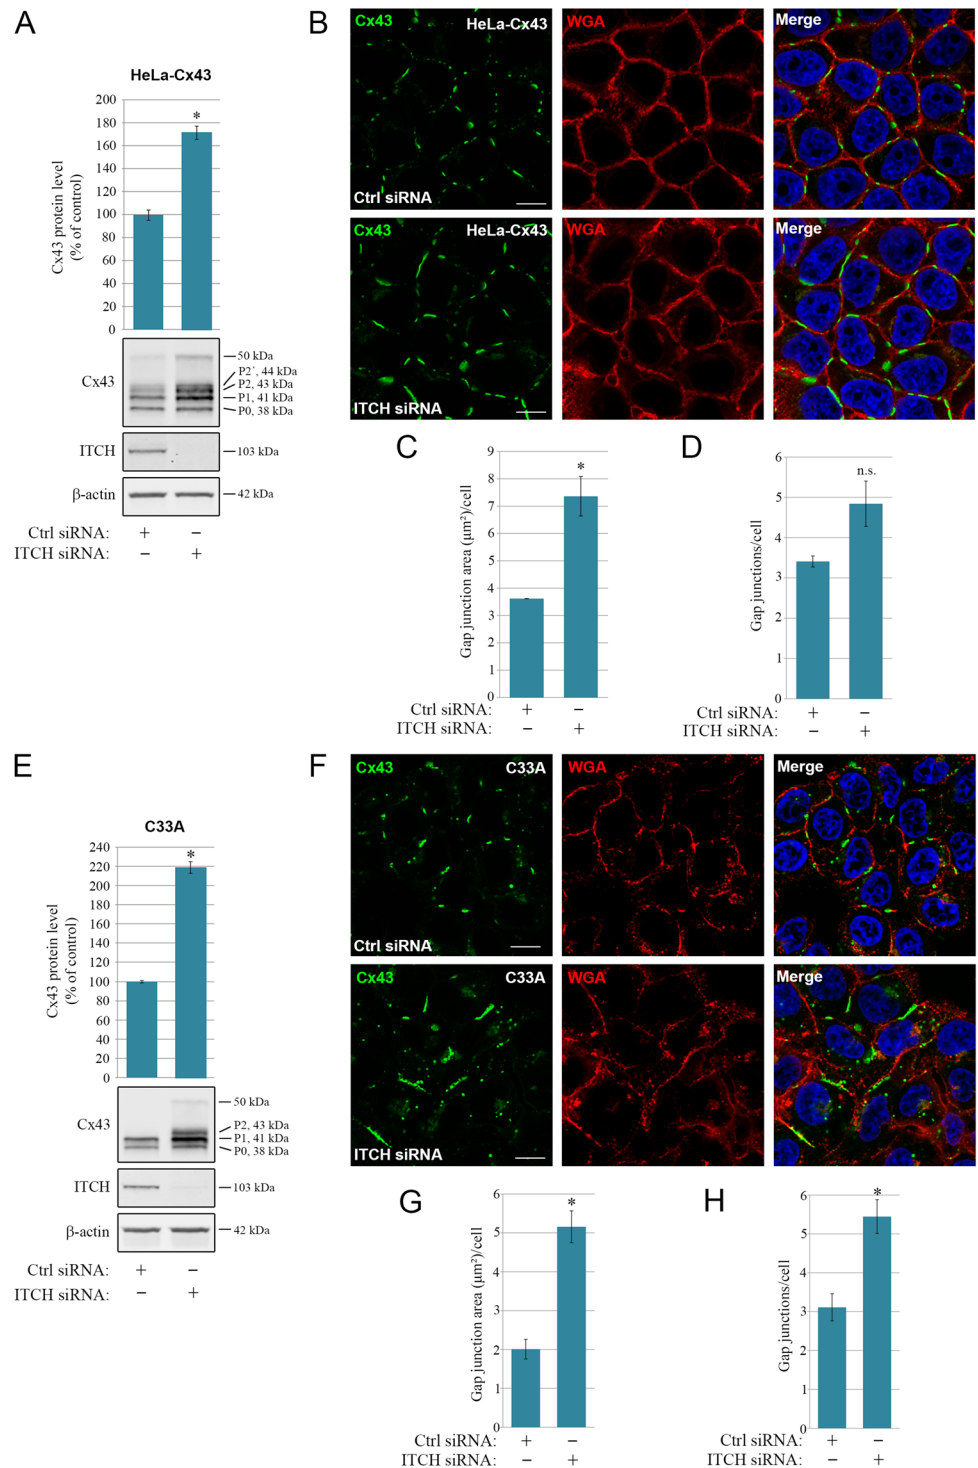 A
HeLa-Cx43
Cx43 protein level
(% of control)
200
180
160
140
120
100
80
60
40
20
0
*
Cx43
50 kDa
P2´, 44 kDa
P2, 43 kDa
P1, 41 kDa
P0, 38 kDa
ITCH
103 kDa
β-actin
42 kDa
Ctrl siRNA: + –
ITCH siRNA: – +
B
Cx43 HeLa-Cx43 WGA Merge
Ctrl siRNA
Cx43 HeLa-Cx43 WGA Merge
ITCH siRNA
C
Gap junction area (µm²)/cell
9
8
7
6
5
4
3
2
1
0
*
Ctrl siRNA: + –
ITCH siRNA: – +
D
Gap junctions/cell
6
5
4
3
2
1
0
n.s.
Ctrl siRNA: + –
ITCH siRNA: – +
E
C33A
Cx43 protein level
(% of control)
240
220
200
180
160
140
120
100
80
60
40
20
0
*
Cx43
50 kDa
P2, 43 kDa
P1, 41 kDa
P0, 38 kDa
ITCH
103 kDa
β-actin
42 kDa
Ctrl siRNA: + –
ITCH siRNA: – +
F
Cx43 C33A WGA Merge
Ctrl siRNA
Cx43 C33A WGA Merge
ITCH siRNA
G
Gap junction area (µm²)/cell
6
5
4
3
2
1
0
*
Ctrl siRNA: + –
ITCH siRNA: – +
H
Gap junctions/cell
6
5
4
3
2
1
0
*
Ctrl siRNA: + –
ITCH siRNA: – +